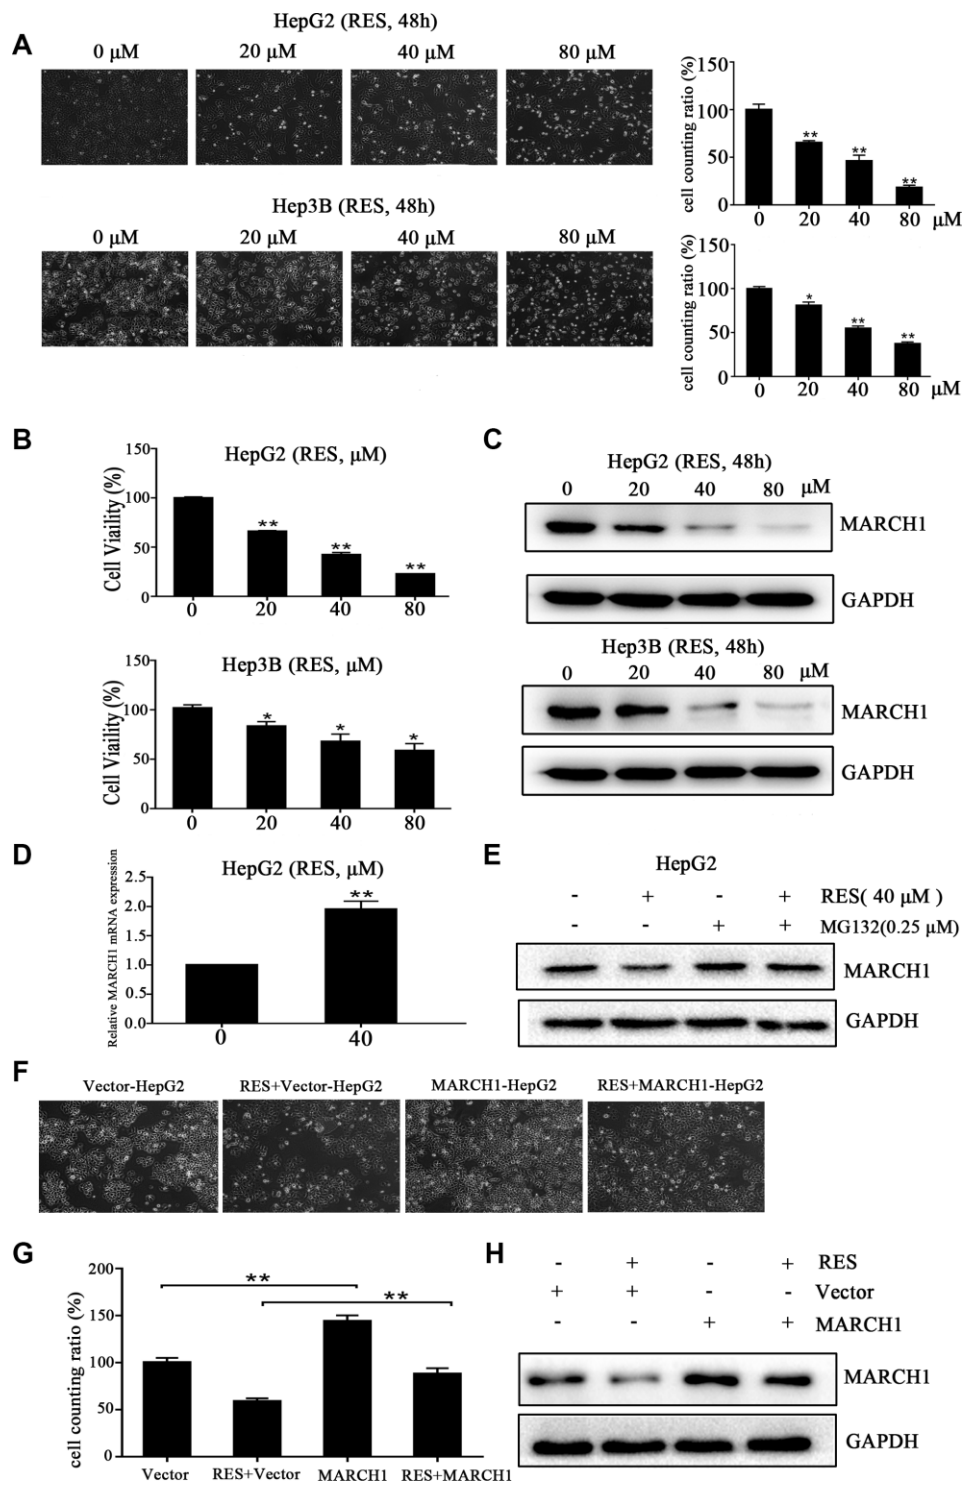 A
HepG2 (RES, 48h)
0 μM 20 μM 40 μM 80 μM
Hep3B (RES, 48h)
0 μM 20 μM 40 μM 80 μM
cell counting ratio (%)
150
100
50
0
** ** **
0 20 40 80 μM
cell counting ratio (%)
150
100
50
0
* ** **
0 20 40 80 μM
B
HepG2 (RES, μM)
Cell Viaility (%)
150
100
50
0
** ** **
0 20 40 80
Hep3B (RES, μM)
Cell Viaility (%)
150
100
50
0
* * *
0 20 40 80
C
HepG2 (RES, 48h)
0 20 40 80 μM
MARCH1
GAPDH
Hep3B (RES, 48h)
0 20 40 80 μM
MARCH1
GAPDH
D
HepG2 (RES, μM)
Relative MARCH1 mRNA expression
2.5
2.0
1.5
1.0
0.5
0.0
**
0 40
E
HepG2
- + - + RES( 40 μM )
- - + + MG132(0.25 μM)
MARCH1
GAPDH
F
Vector-HepG2 RES+Vector-HepG2 MARCH1-HepG2 RES+MARCH1-HepG2
G
cell counting ratio (%)
200
150
100
50
0
**
**
Vector RES+Vector MARCH1 RES+MARCH1
H
- + - + RES
+ + - - Vector
- - + + MARCH1
MARCH1
GAPDH